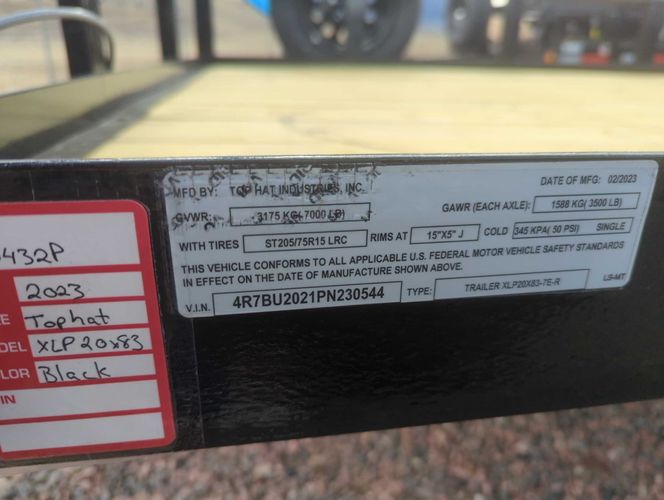 MFD BY: TOP HAT INDUSTRIES, INC. DATE OF MFG: 02/2023
GVWR: 3175 KG( 7000 LB) GAWR (EACH AXLE): 1588 KG( 3500 LB)
WITH TIRES ST205/75R15 LRC RIMS AT 15"X5" J COLD 345 KPA( 50 PSI) SINGLE
THIS VEHICLE CONFORMS TO ALL APPLICABLE U.S. FEDERAL MOTOR VEHICLE SAFETY STANDARDS
IN EFFECT ON THE DATE OF MANUFACTURE SHOWN ABOVE.
V.I.N. 4R7BU2021PN230544 TYPE: TRAILER XLP20X83-7E-R US-MT
432P
2023
Tophat
XLP20x83
Black